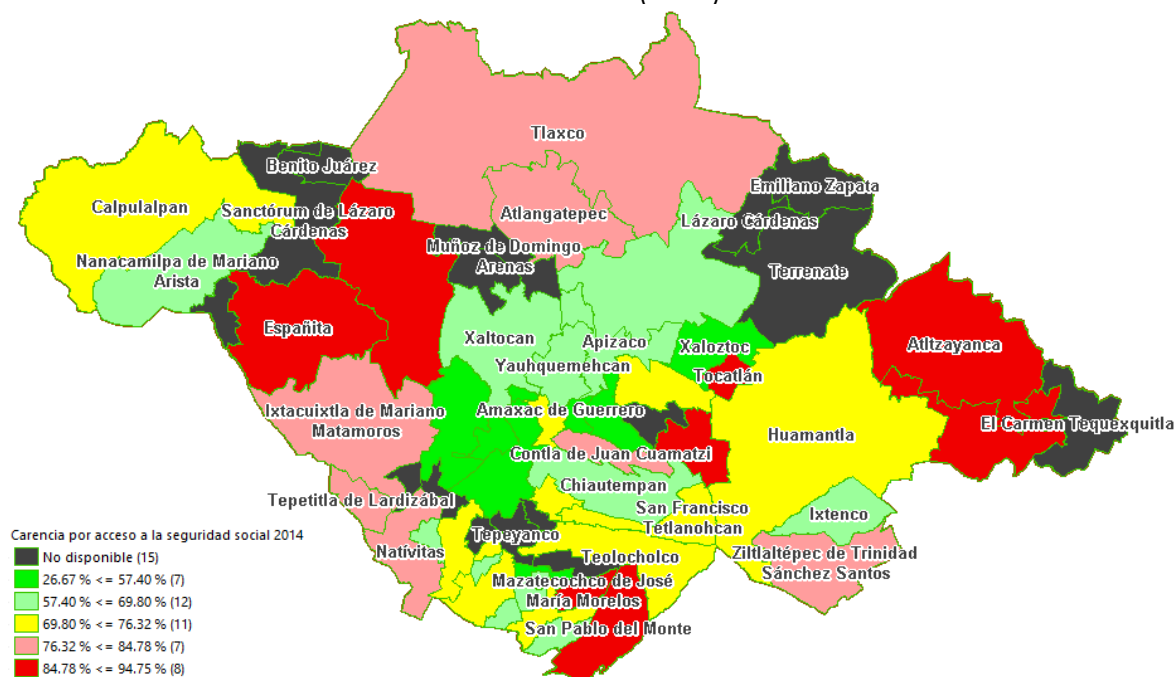 Tlaxco
Benito Juárez
Emiliano Zapata
Calpulalpan
Sanctórum de Lázaro
Cárdenas
Atlangatepec
Lázaro Cárdenas
Muñoz de Domingo
Arenas
Nanacamilpa de Mariano
Arista
Terrenate
Españita
Xaltocan
Apizaco
Xaloztoc
Atltzayanca
Yauhquemehcan
Tocatlán
Ixtacuixtla de Mariano
Matamoros
Amaxac de Guerrero
El Carmen Tequexquitla
Huamantla
Contla de Juan Cuamatzi
Chiautempan
Tepetitla de Lardizábal
San Francisco
Tetlanohcan
Ixtenco
Tepeyanco
Natívitas
Teolocholco
Ziltlaltépec de Trinidad
Sánchez Santos
Mazatecochco de José
María Morelos
San Pablo del Monte
Carencia por acceso a la seguridad social 2014
No disponible (15)
26.67 % <= 57.40 % (7)
57.40 % <= 69.80 % (12)
69.80 % <= 76.32 % (11)
76.32 % <= 84.78 % (7)
84.78 % <= 94.75 % (8)